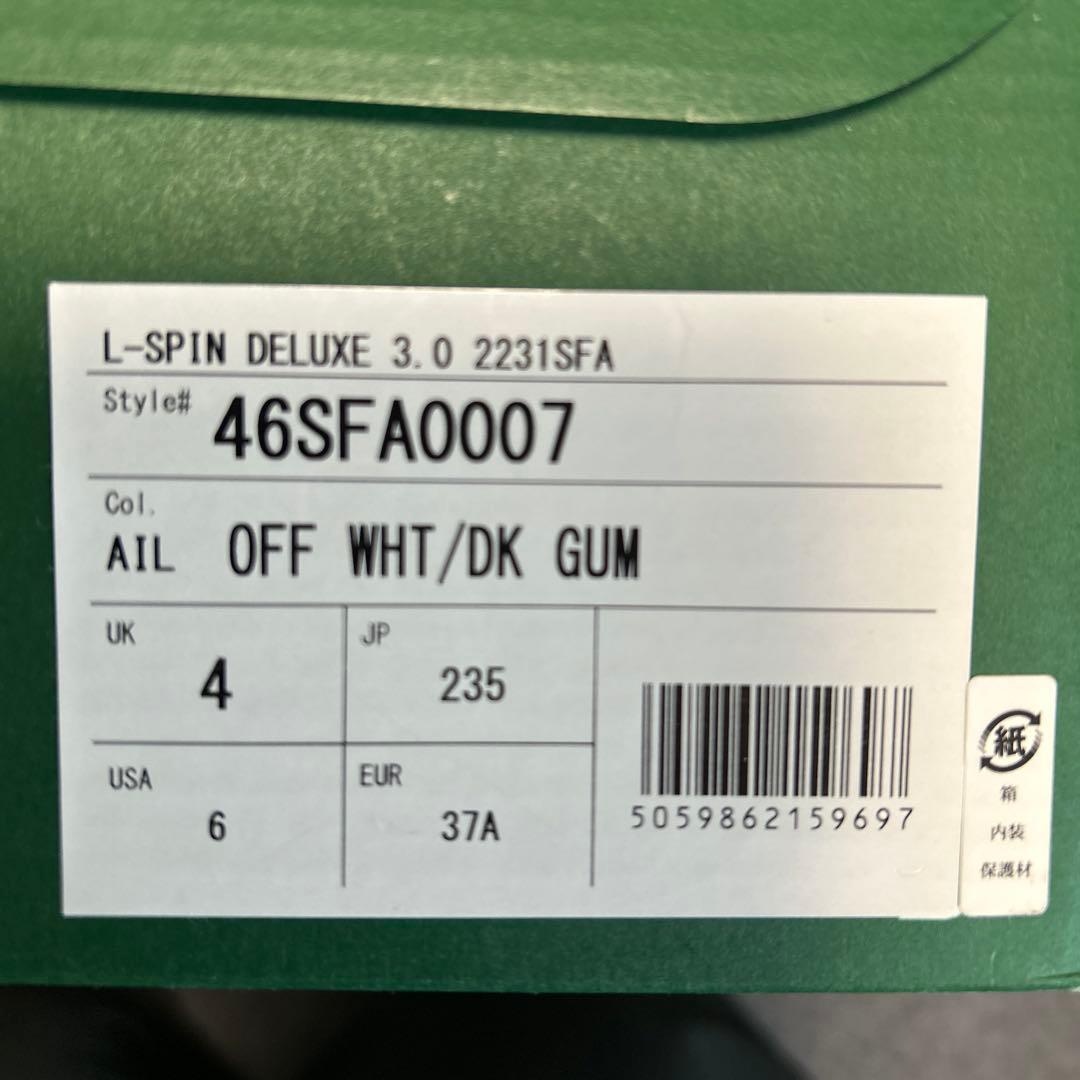 L-SPIN DELUXE 3.0 2231SFA
Style# 46SFA0007
Col.
AIL OFF WHT/DK GUM
UK
4
JP
235
USA
6
EUR
37A
5059862159697
紙
箱
内装
保護材